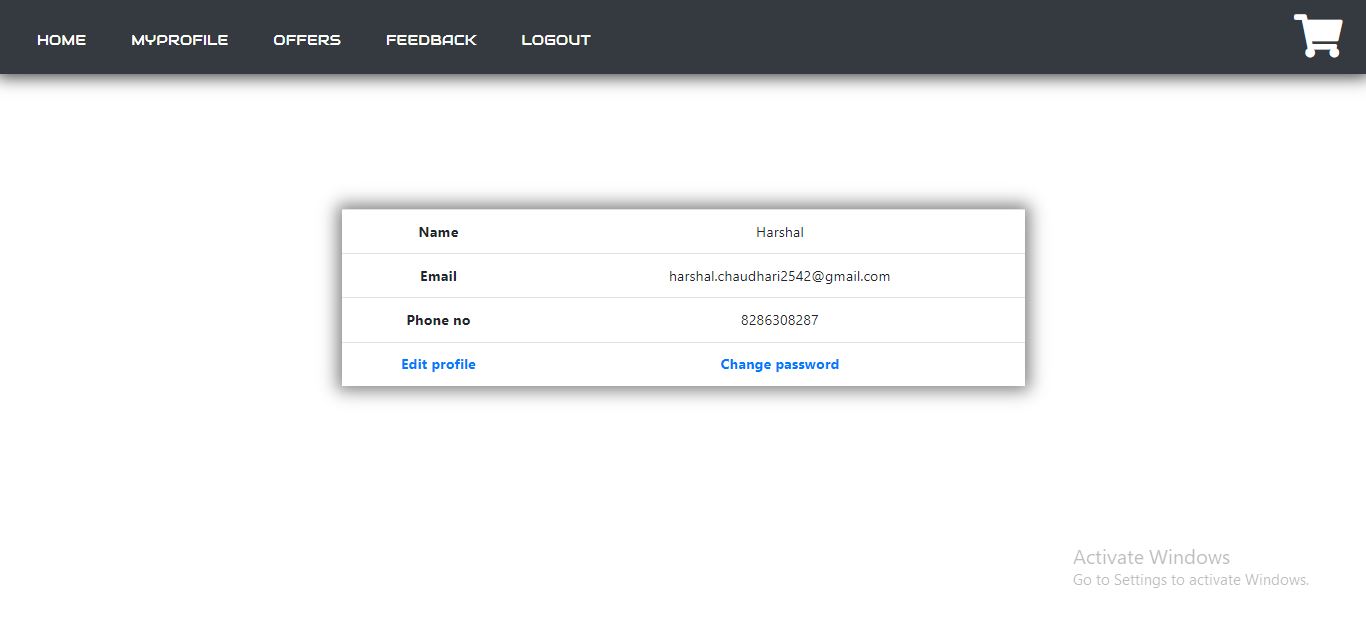 HOME MYPROFILE OFFERS FEEDBACK LOGOUT
Name Harshal
Email harshal.chaudhari2542@gmail.com
Phone no 8286308287
Edit profile Change password
Activate Windows
Go to Settings to activate Windows.